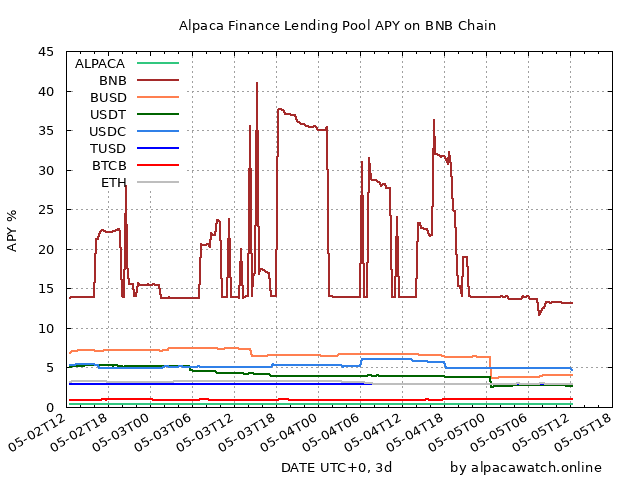 Alpaca Finance Lending Pool APY on BNB Chain
45
40
35
30
25
20
15
10
5
0
APY %
ALPACA
BNB
BUSD
USDT
USDC
TUSD
BTCB
ETH
05-02T12
05-02T18
05-03T00
05-03T06
05-03T12
05-03T18
05-04T00
05-04T06
05-04T12
05-04T18
05-05T00
05-05T06
05-05T12
05-05T18
DATE UTC+0, 3d
by alpacawatch.online